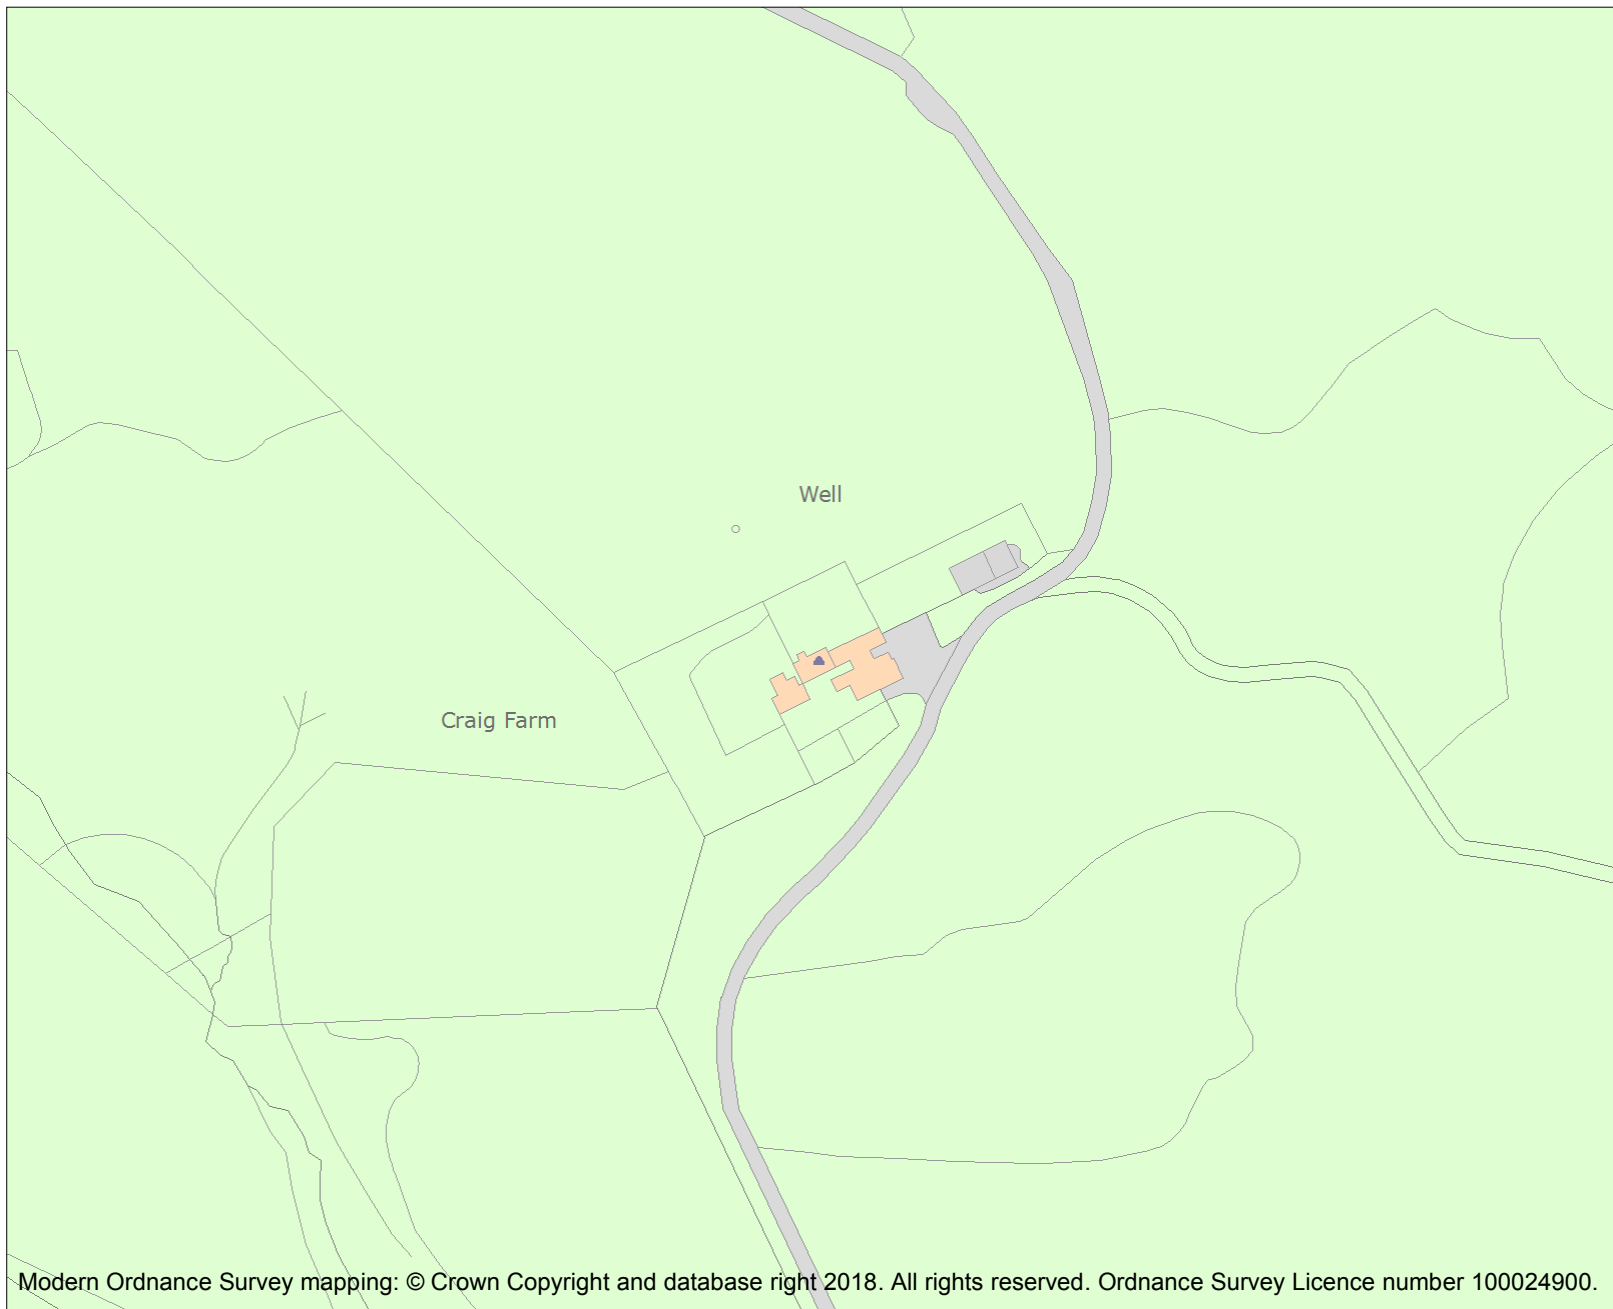 Well
Craig Farm
Modern Ordnance Survey mapping: © Crown Copyright and database right 2018. All rights reserved. Ordnance Survey Licence number 100024900.